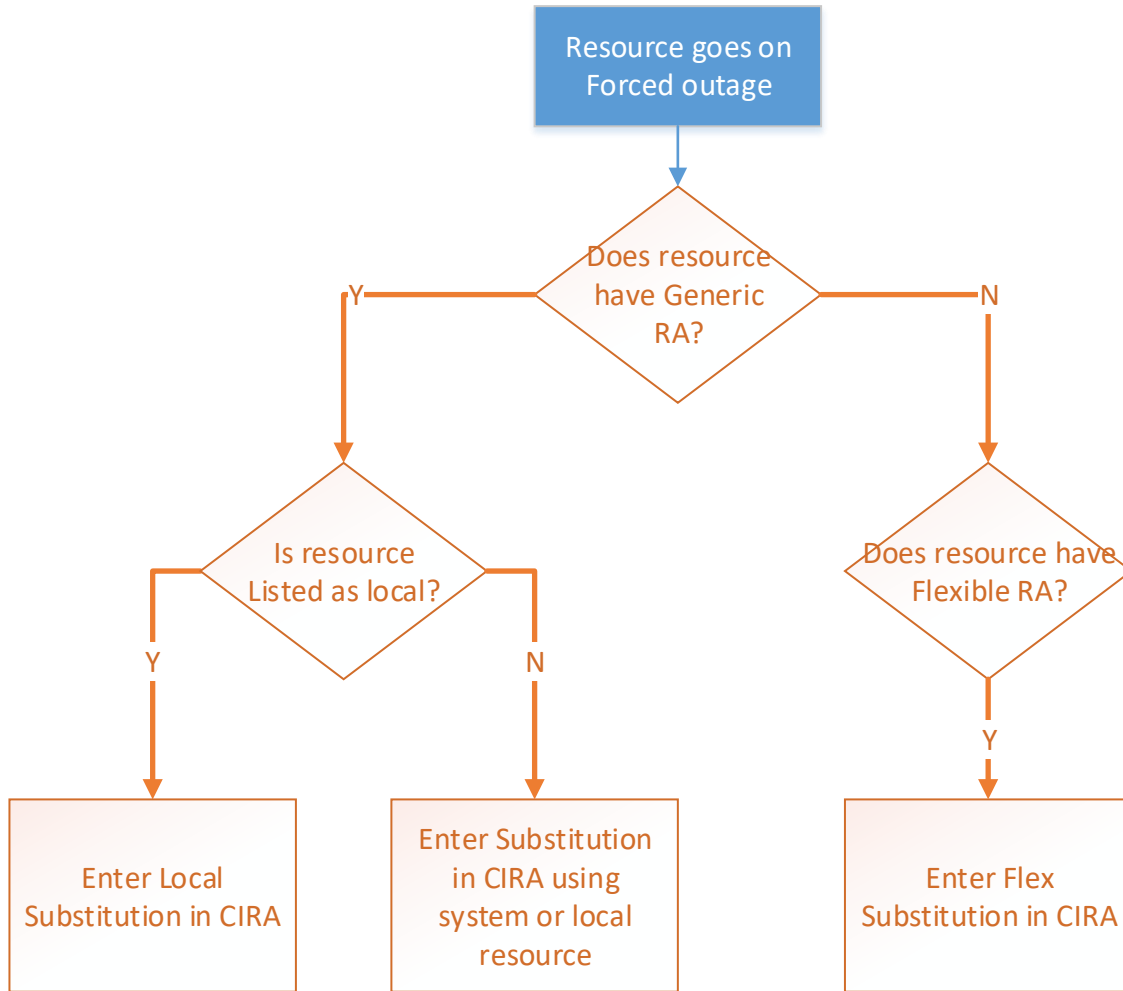 Resource goes on
Forced outage
Does resource
have Generic
RA?
Y
N
Is resource
Listed as local?
Does resource have
Flexible RA?
Y
N
Y
Enter Local
Substitution in CIRA
Enter Substitution
in CIRA using
system or local
resource
Enter Flex
Substitution in CIRA